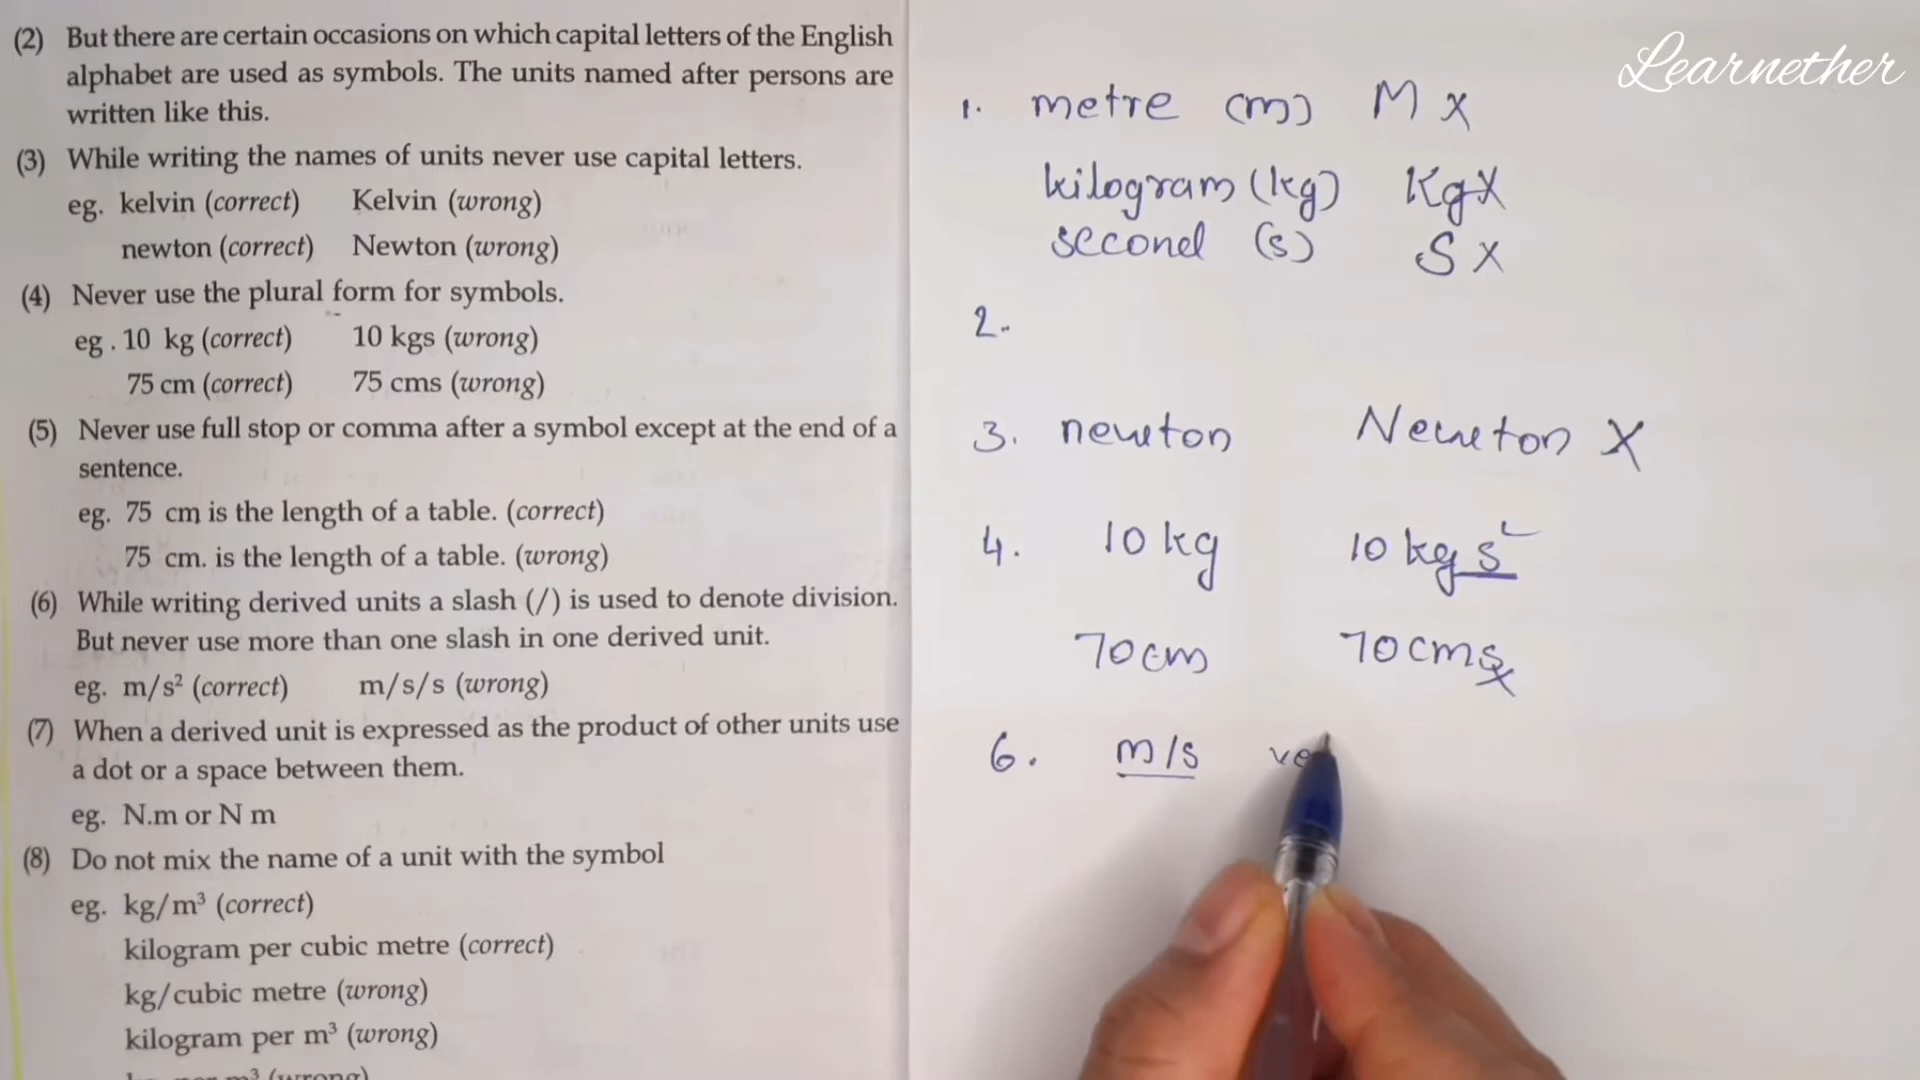 (2) But there are certain occasions on which capital letters of the English
alphabet are used as symbols. The units named after persons are
written like this.
(3) While writing the names of units never use capital letters.
eg. kelvin (correct) Kelvin (wrong)
newton (correct) Newton (wrong)
(4) Never use the plural form for symbols.
eg. 10 kg (correct) 10 kgs (wrong)
75 cm (correct) 75 cms (wrong)
(5) Never use full stop or comma after a symbol except at the end of a
sentence.
eg. 75 cm is the length of a table. (correct)
75 cm. is the length of a table. (wrong)
(6) While writing derived units a slash (/) is used to denote division.
But never use more than one slash in one derived unit.
eg. m/s² (correct) m/s/s (wrong)
(7) When a derived unit is expressed as the product of other units use
a dot or a space between them.
eg. N.m or N m
(8) Do not mix the name of a unit with the symbol
eg. kg/m³ (correct)
kilogram per cubic metre (correct)
kg/cubic metre (wrong)
kilogram per m³ (wrong)
Learnether
1. metre (m) M X
kilogram (kg) Kg X
second (s) S X
2.
3. newton Newton X
4. 10 kg 10 kgs
70cm 70cms X
6. m/s ve